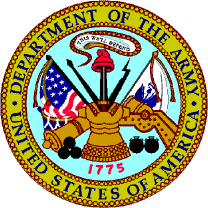 DEPARTMENT OF THE ARMY
THIS WE'LL DEFEND
1775
UNITED STATES OF AMERICA